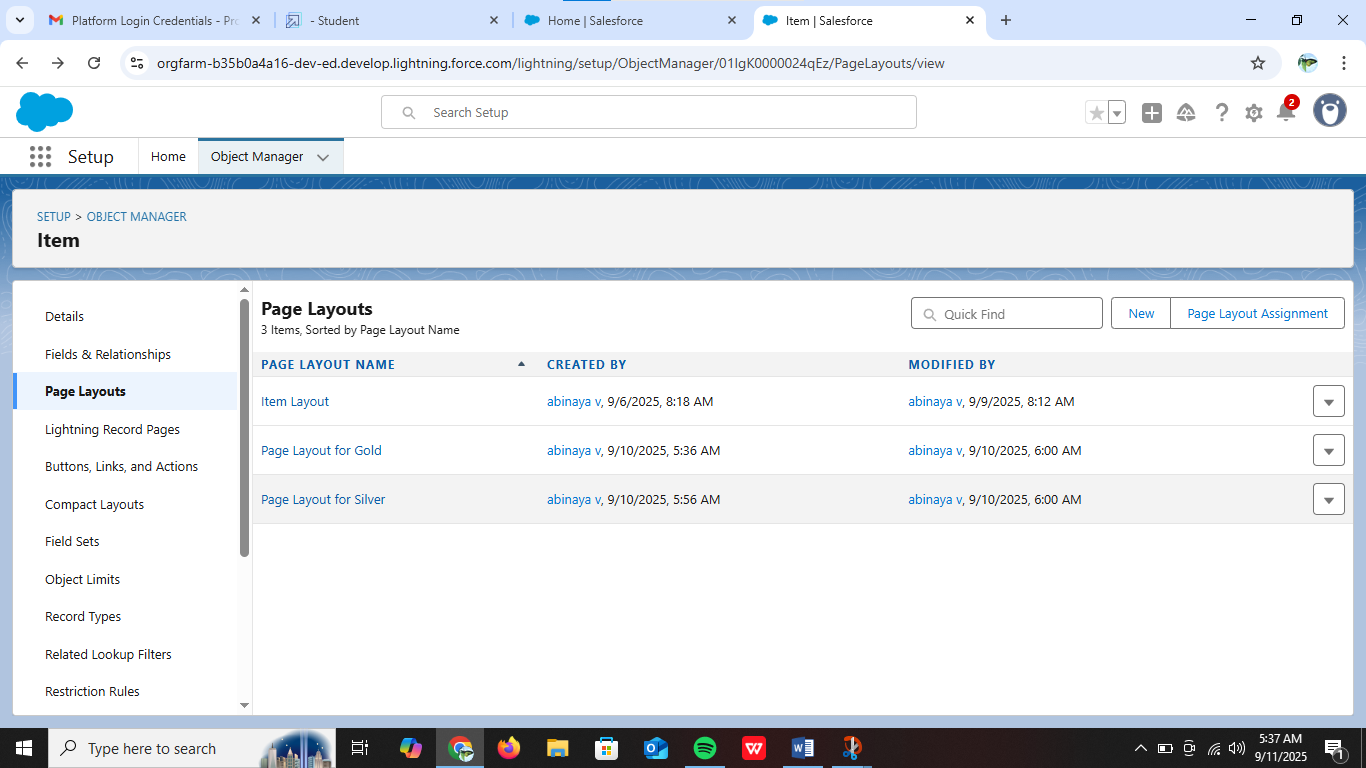 Platform Login Credentials - Pro
- Student
Home | Salesforce
Item | Salesforce
orgfarm-b35b0a4a16-dev-ed.develop.lightning.force.com/lightning/setup/ObjectManager/01IgK0000024qEz/PageLayouts/view
Search Setup
2
Setup
Home
Object Manager
SETUP > OBJECT MANAGER
Item
Details
Fields & Relationships
Page Layouts
Lightning Record Pages
Buttons, Links, and Actions
Compact Layouts
Field Sets
Object Limits
Record Types
Related Lookup Filters
Restriction Rules
Page Layouts
3 Items, Sorted by Page Layout Name
Quick Find
New
Page Layout Assignment
PAGE LAYOUT NAME CREATED BY MODIFIED BY
Item Layout abinaya v, 9/6/2025, 8:18 AM abinaya v, 9/9/2025, 8:12 AM
Page Layout for Gold abinaya v, 9/10/2025, 5:36 AM abinaya v, 9/10/2025, 6:00 AM
Page Layout for Silver abinaya v, 9/10/2025, 5:56 AM abinaya v, 9/10/2025, 6:00 AM
Type here to search
5:37 AM
9/11/2025
1